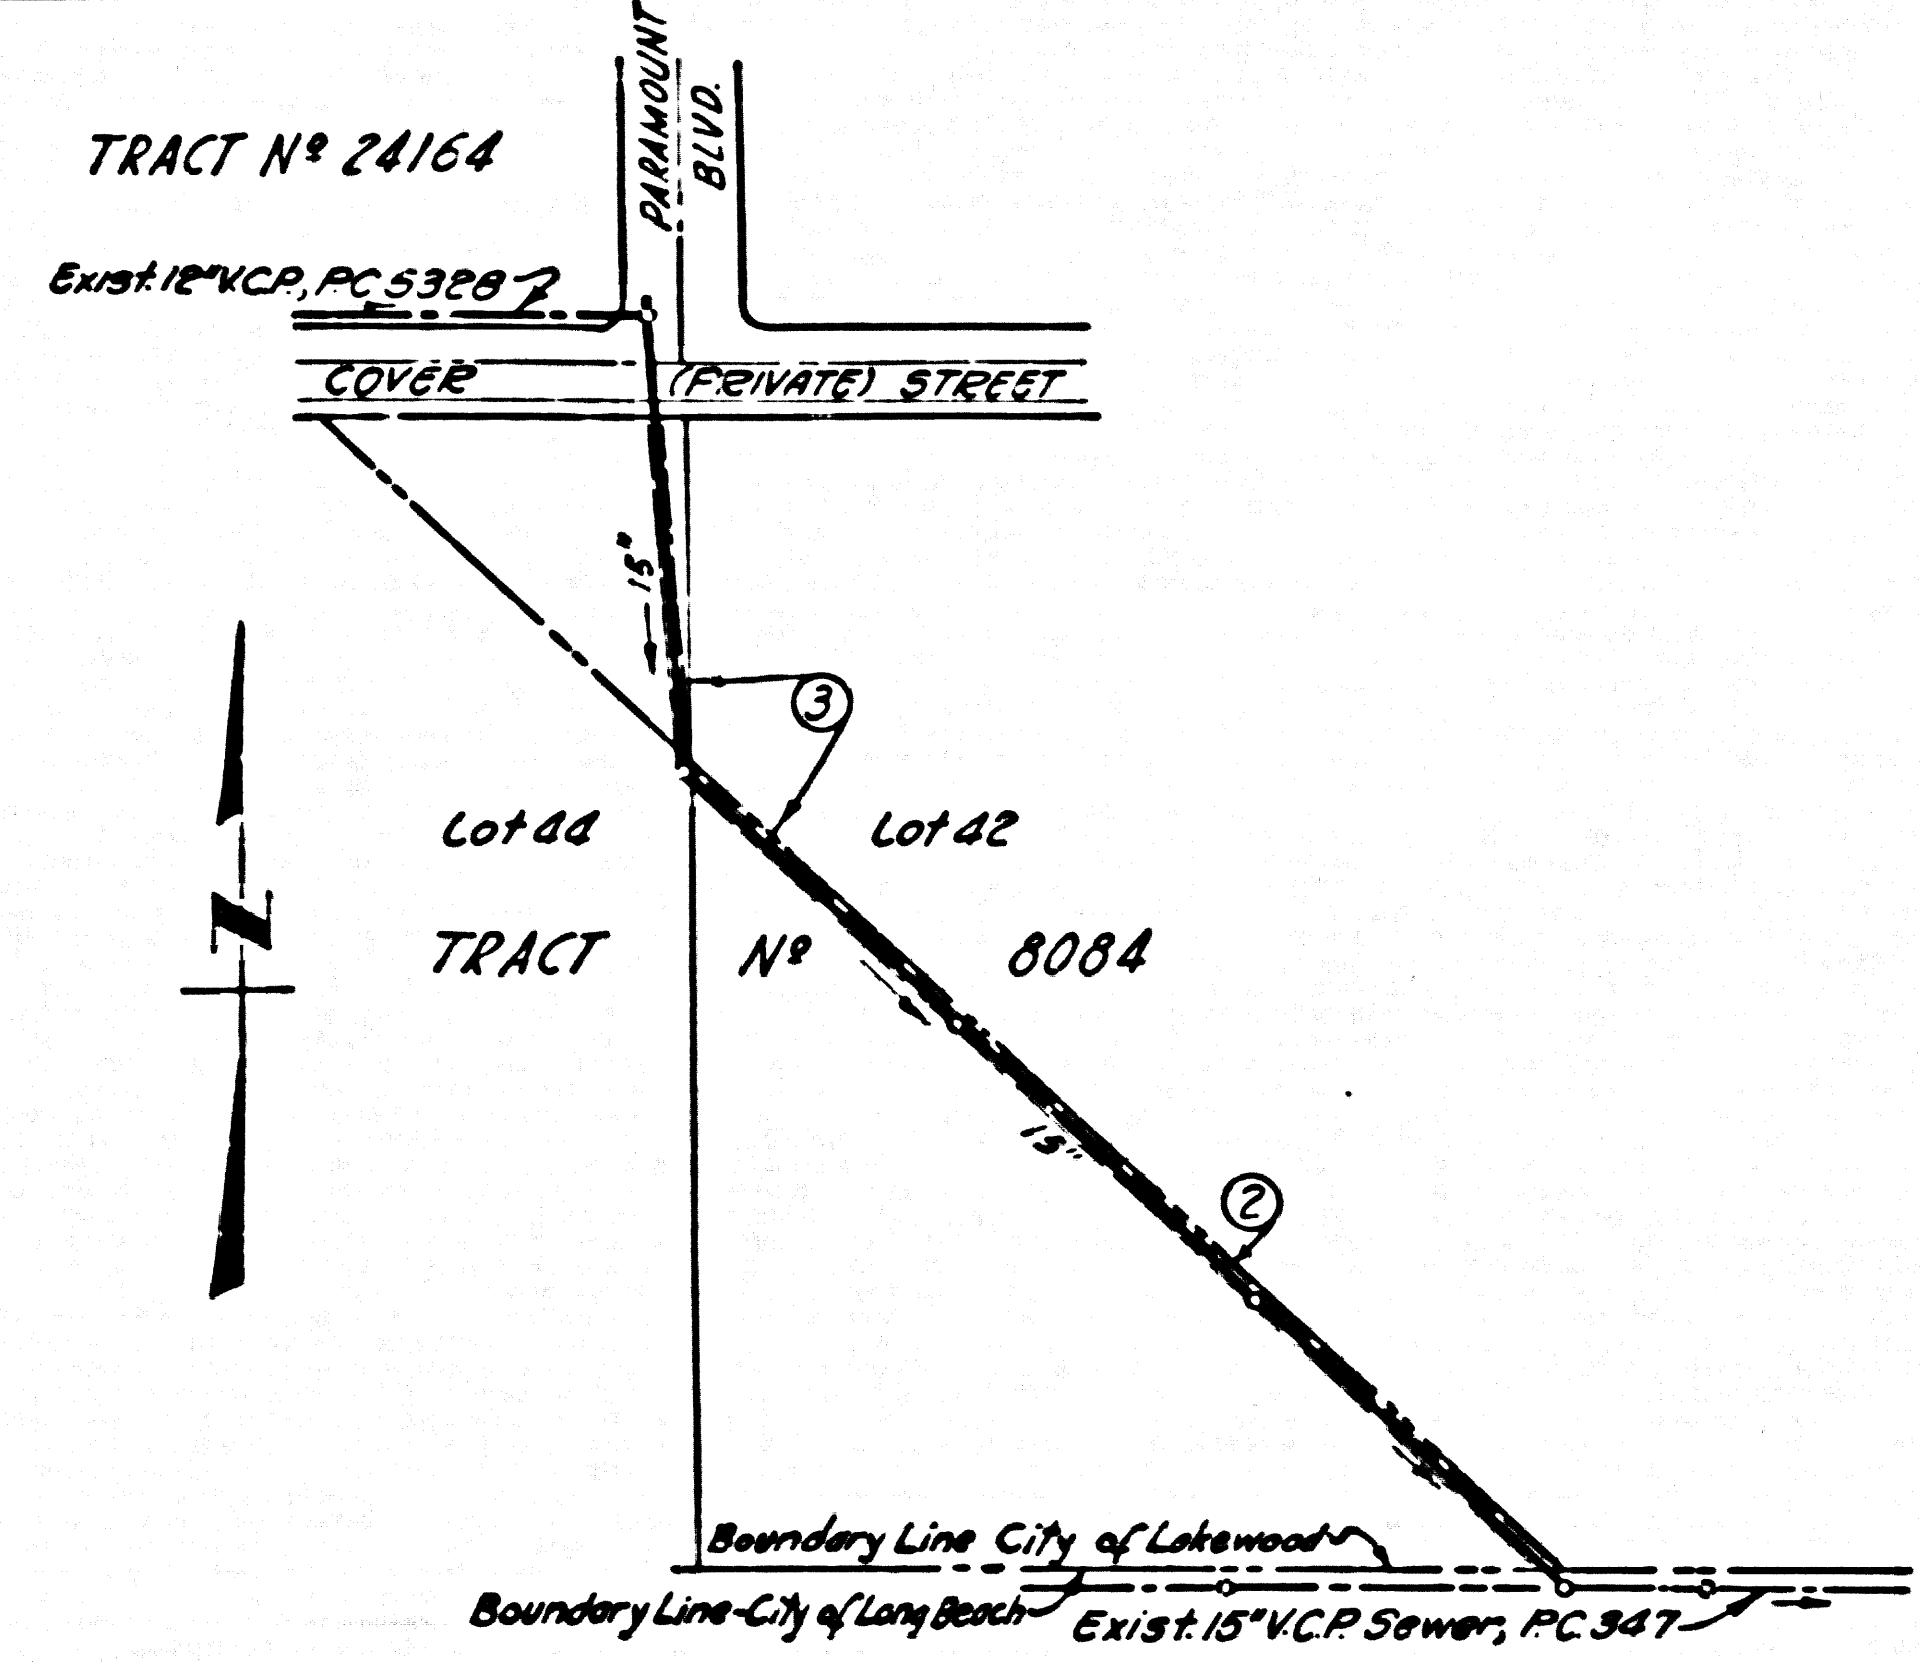 PARAMOUNT
BLVD.
TRACT Nº 24164
Exist. 12" V.C.P., P.C. 5328
COVER (PRIVATE) STREET
15"
3
Lot 44 Lot 42
TRACT Nº 8084
N
15"
2
Boundary Line City of Lakewood
Boundary Line-City of Long Beach
Exist. 15" V.C.P. Sewer, P.C. 347